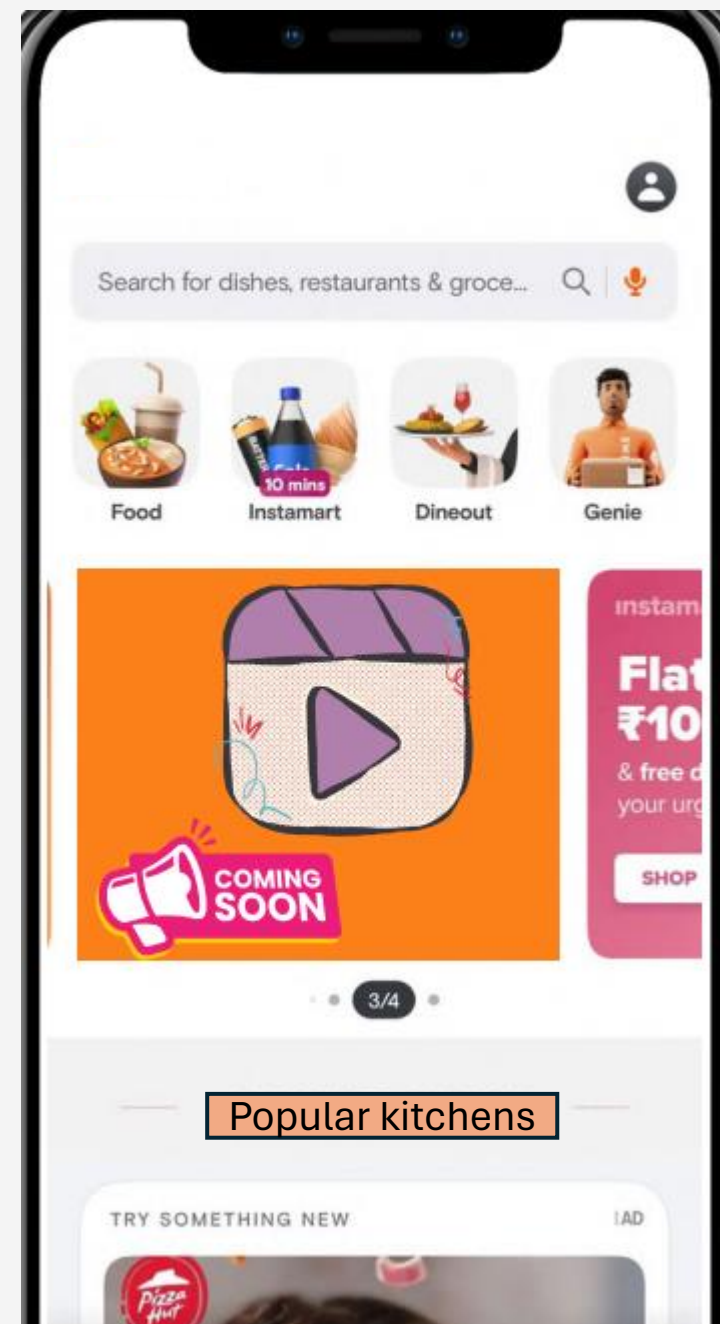 Search for dishes, restaurants & groce...
10 mins
Food
Instamart
Dineout
Genie
COMING
SOON
ınstam
Flat
₹10
& free d
your urg
SHOP
3/4
Popular kitchens
TRY SOMETHING NEW
AD
Pizza
Hut